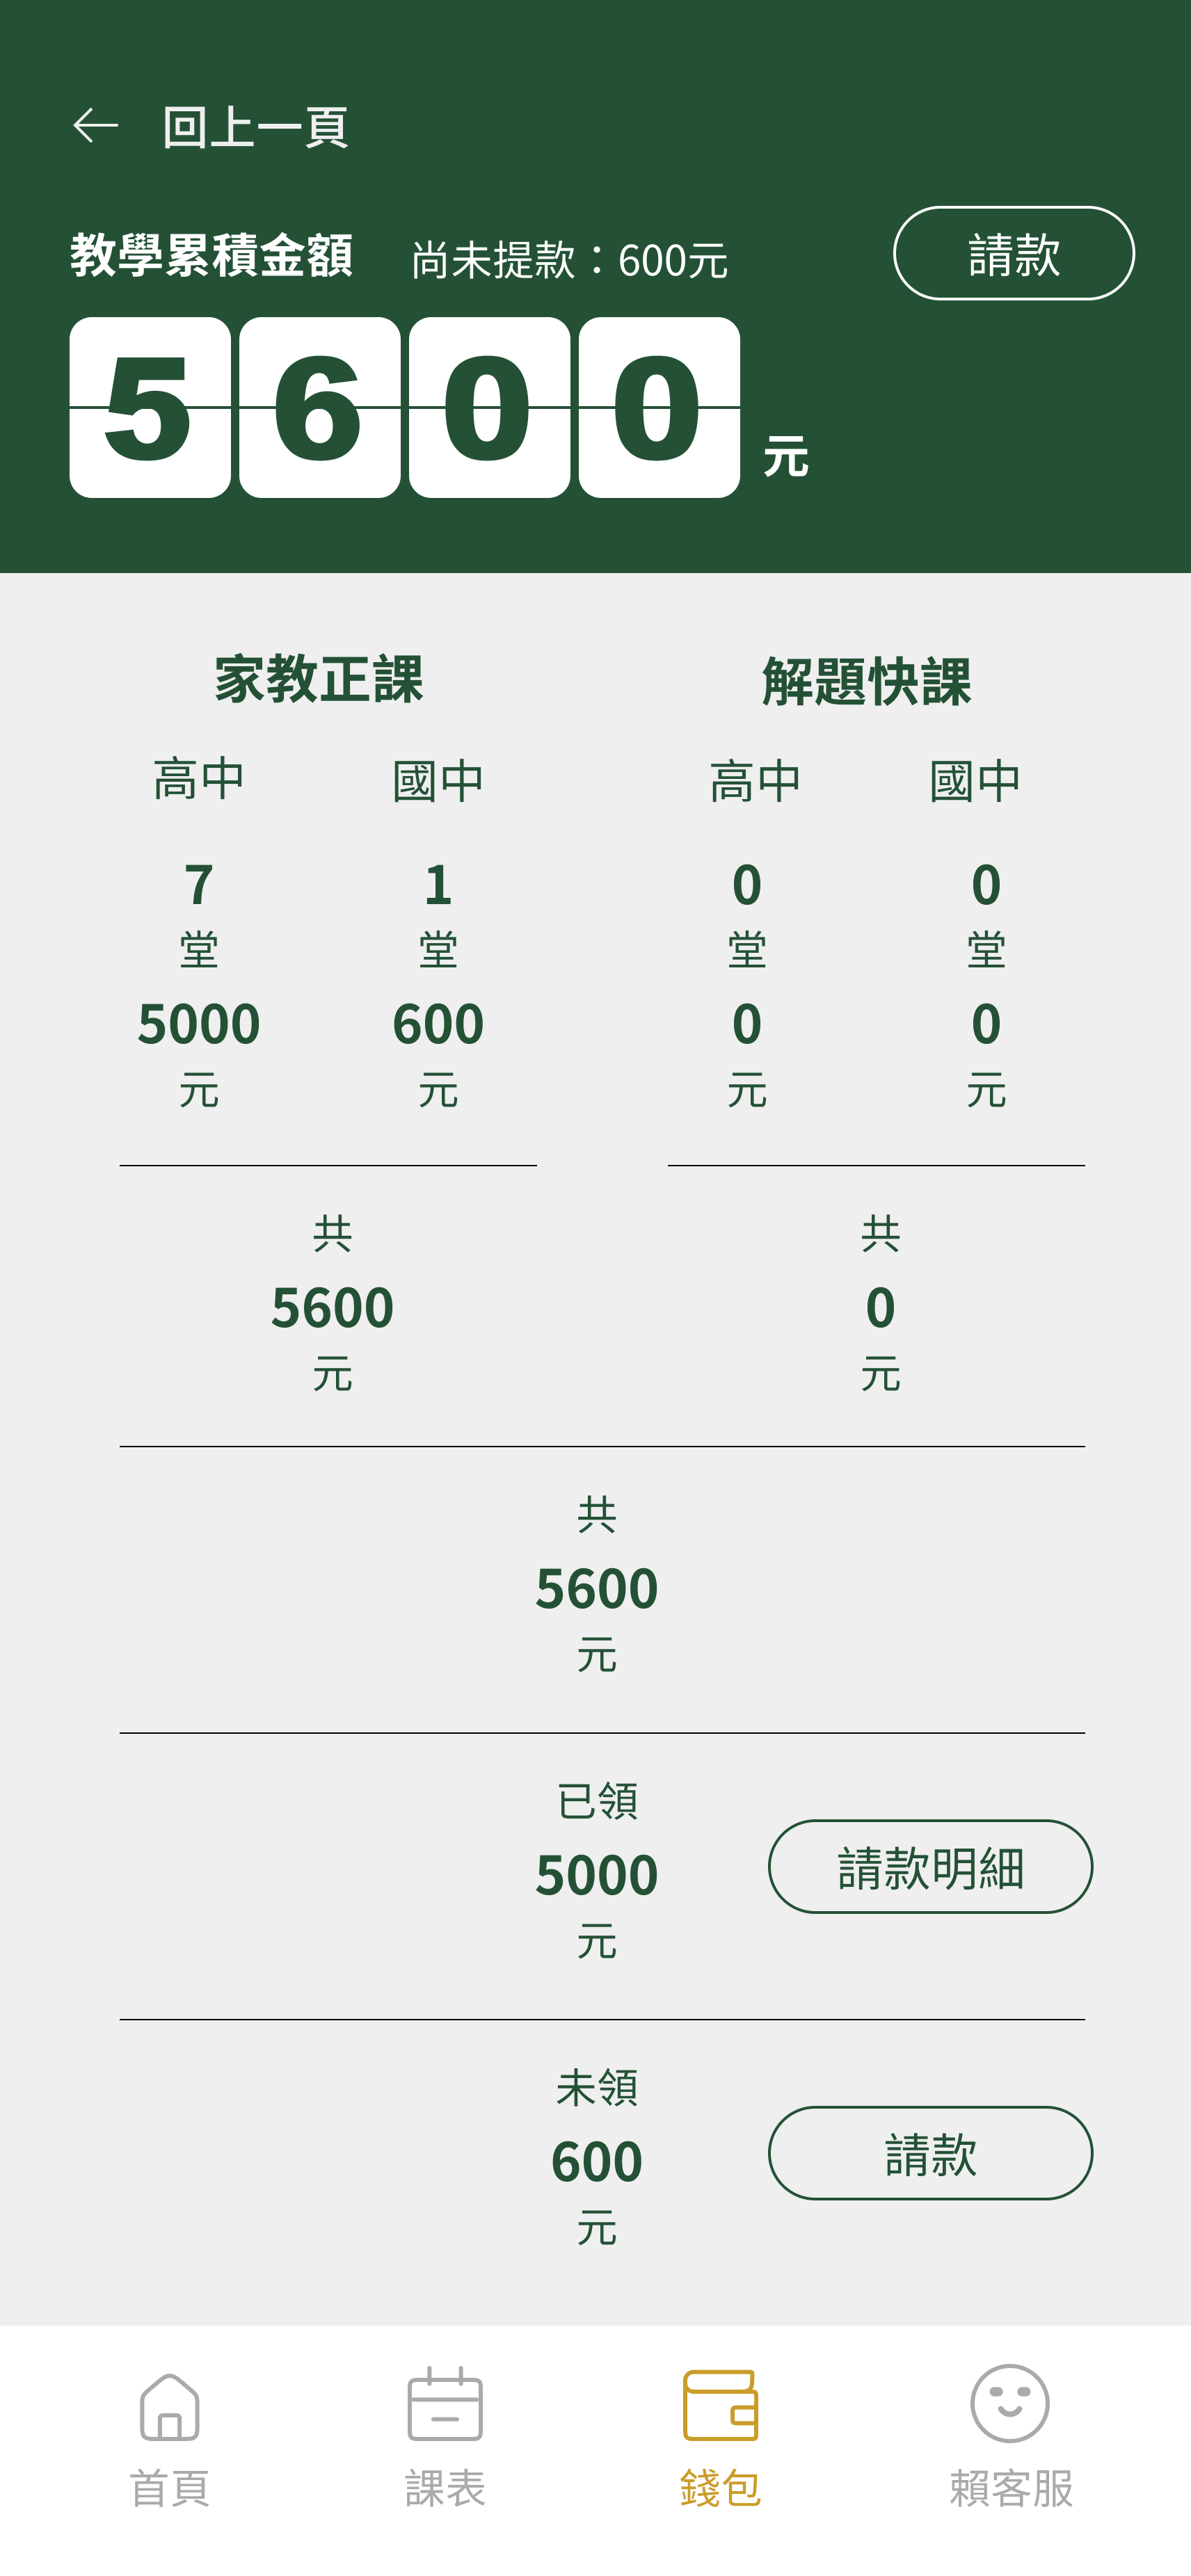 回上一頁
教學累積金額 尚未提款：600元 請款
5600 元
家教正課 解題快課
高中 國中 高中 國中
7 1 0 0
堂 堂 堂 堂
5000 600 0 0
元 元 元 元
共 共
5600 0
元 元
共
5600
元
已領
5000 請款明細
元
未領
600 請款
元
首頁 課表 錢包 賴客服